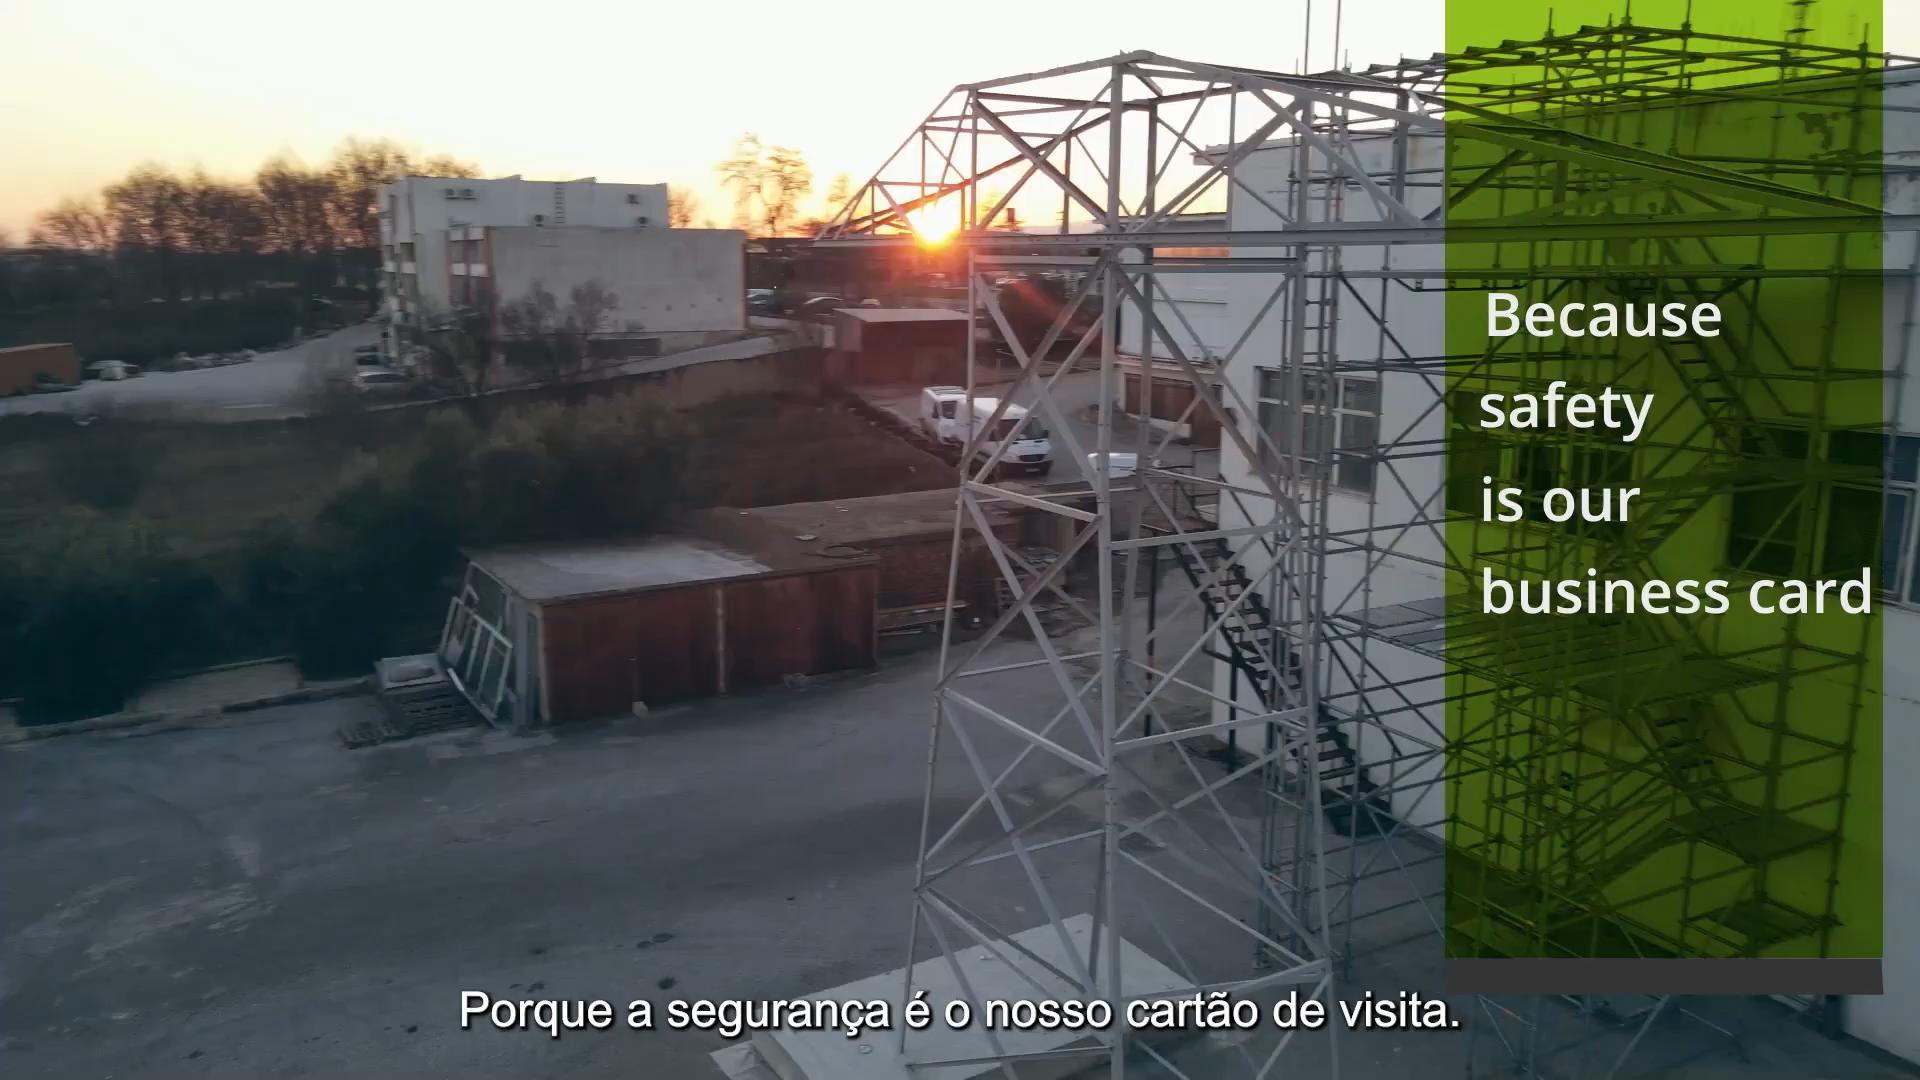 Because
safety
is our
business card
Porque a segurança é o nosso cartão de visita.